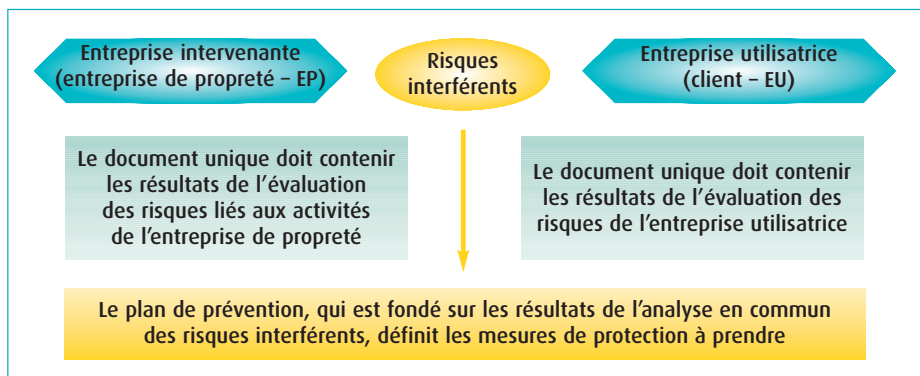 Entreprise intervenante
(entreprise de propreté – EP)
Risques
interférents
Entreprise utilisatrice
(client – EU)
Le document unique doit contenir
les résultats de l'évaluation
des risques liés aux activités
de l'entreprise de propreté
Le document unique doit contenir
les résultats de l'évaluation des
risques de l'entreprise utilisatrice
Le plan de prévention, qui est fondé sur les résultats de l'analyse en commun
des risques interférents, définit les mesures de protection à prendre